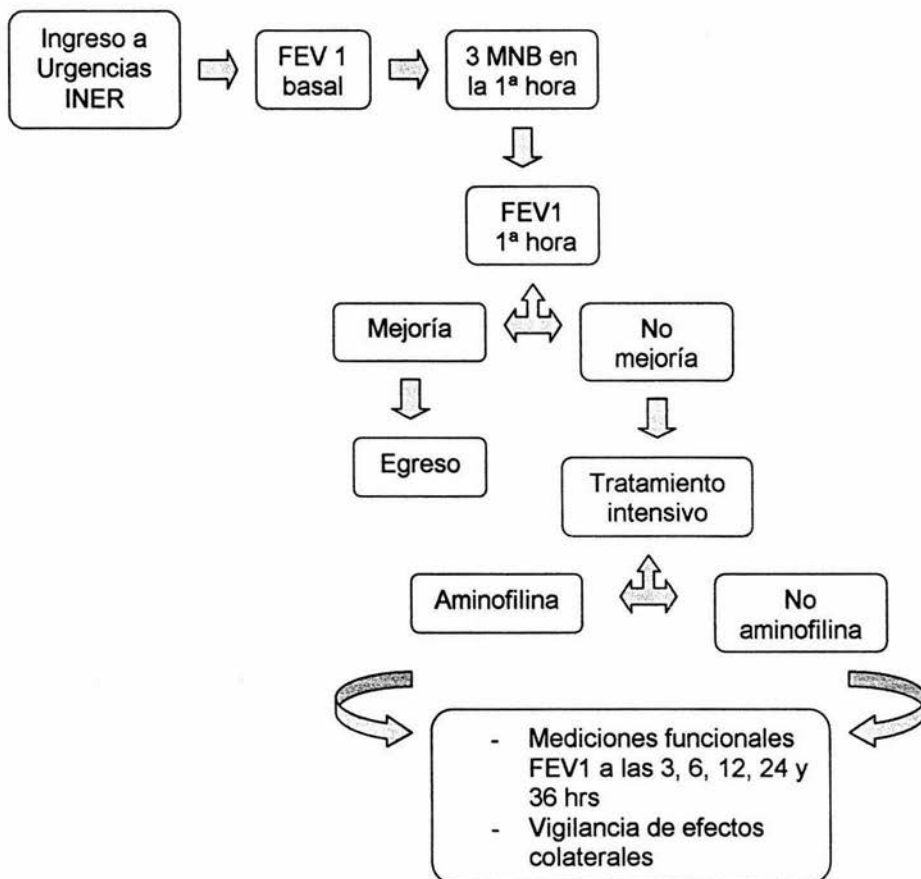 Ingreso a
Urgencias
INER
FEV 1
basal
3 MNB en
la 1ª hora
FEV1
1ª hora
Mejoría
No
mejoría
Egreso
Tratamiento
intensivo
Aminofilina
No
aminofilina
- Mediciones funcionales
FEV1 a las 3, 6, 12, 24 y
36 hrs
- Vigilancia de efectos
colaterales